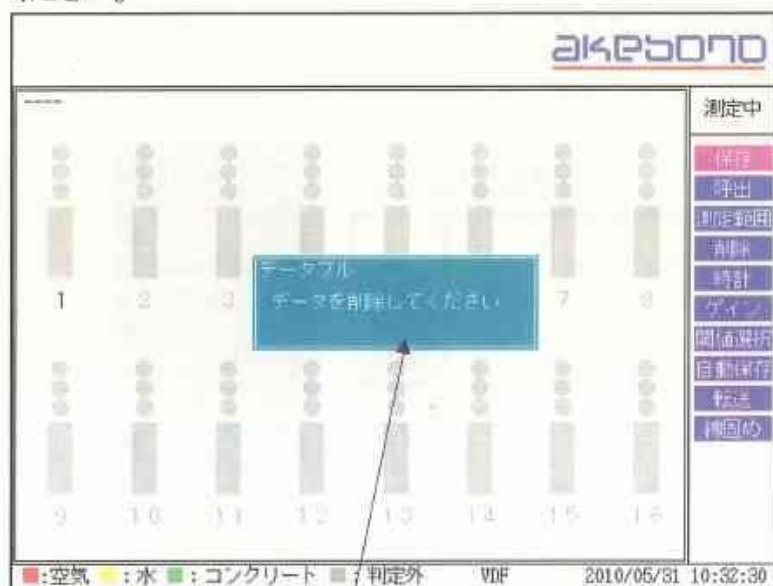 akebono
----
測定中
保存
呼出
測定範囲
削除
時計
ゲイン
閾値選択
自動保存
転送
締固め
データフル
データを削除してください
1 2 3 7 8
9 10 11 12 13 14 15 16
:空気 :水 :コンクリート :判定外 VDF 2010/05/31 10:32:30